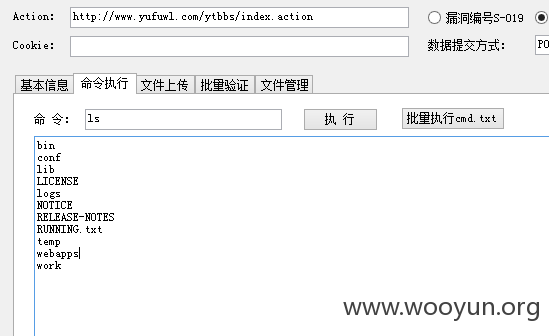 Action: http://www.yufuwl.com/ytbbs/index.action 漏洞编号S-019
Cookie: 数据提交方式: PO
基本信息 命令执行 文件上传 批量验证 文件管理
命 令: ls 执 行 批量执行cmd.txt
bin
conf
lib
LICENSE
logs
NOTICE
RELEASE-NOTES
RUNNING.txt
temp
webapps
work
www.wooyun.org